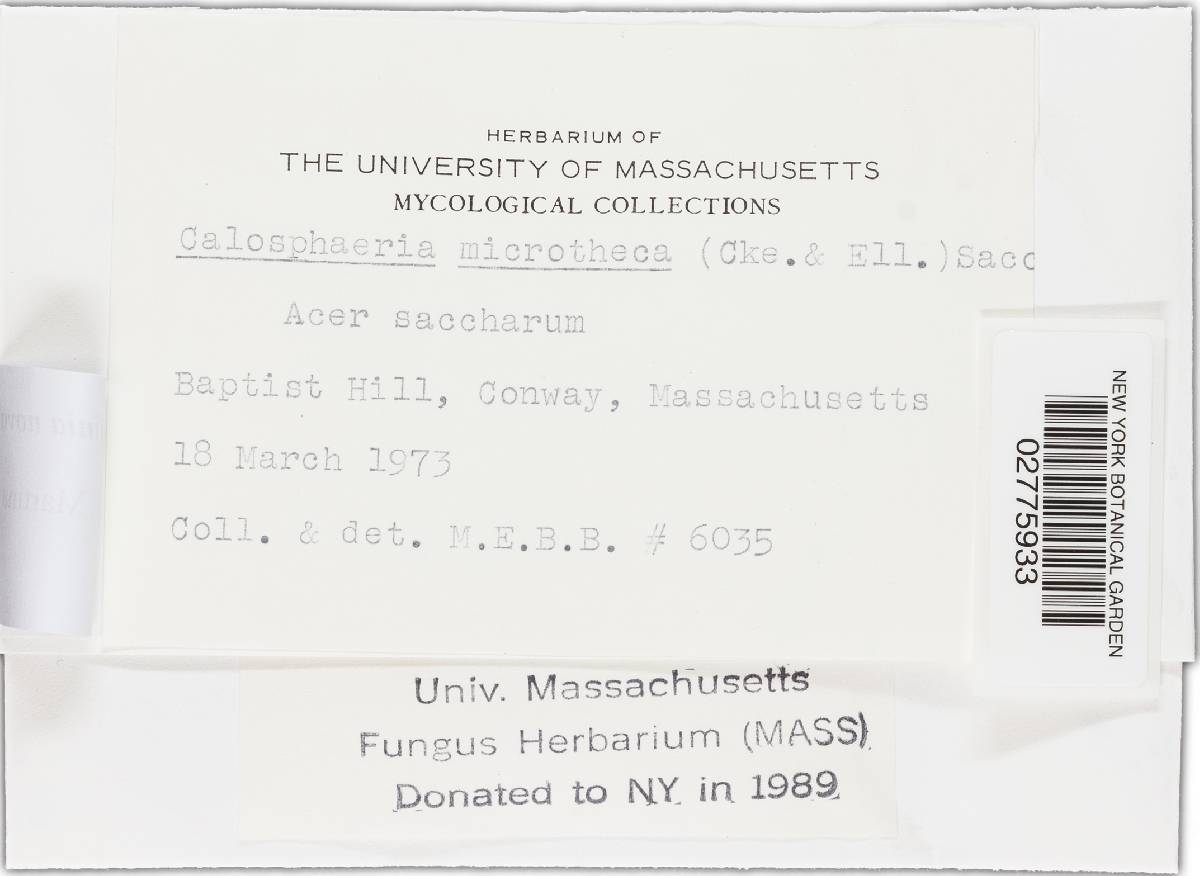 HERBARIUM OF
THE UNIVERSITY OF MASSACHUSETTS
MYCOLOGICAL COLLECTIONS
Calosphaeria microtheca (Cke.& Ell.)Sacc
Acer saccharum
Baptist Hill, Conway, Massachusetts
18 March 1973
Coll. & det. M.E.B.B. # 6035
NEW YORK BOTANICAL GARDEN
02775933
Univ. Massachusetts
Fungus Herbarium (MASS)
Donated to NY in 1989